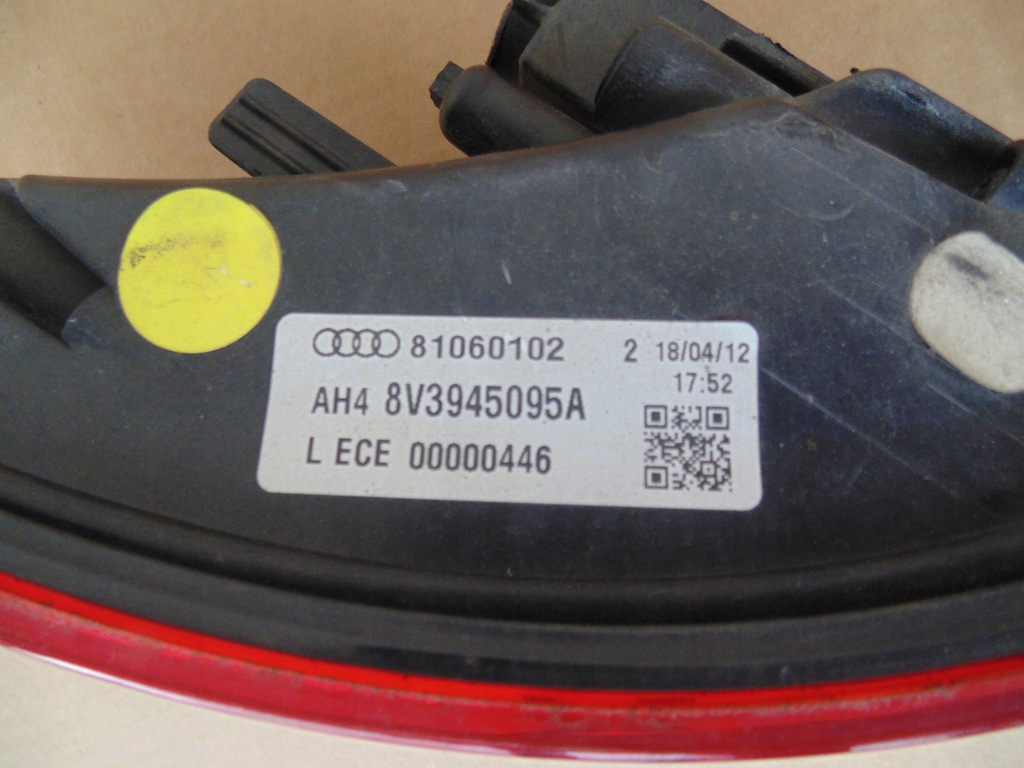 81060102 2 18/04/12
17:52
AH4 8V3945095A
L ECE 00000446